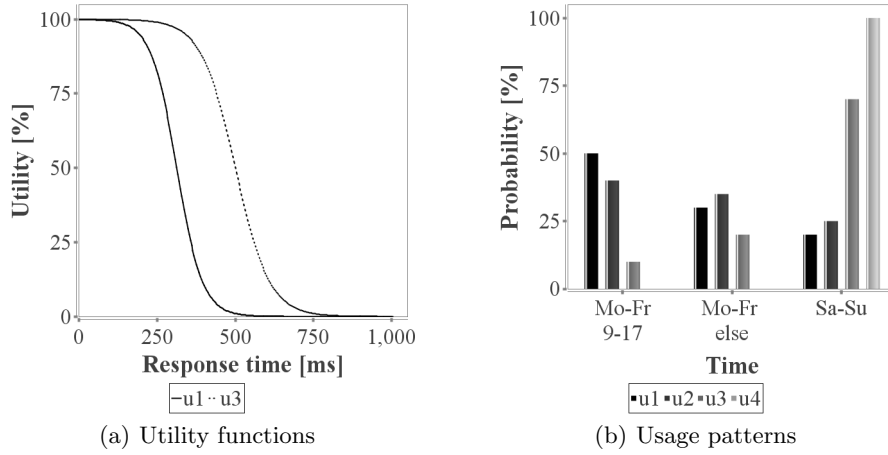 100
75
50
25
0
Utility [%]
0 250 500 750 1,000
Response time [ms]
u1 u3
(a) Utility functions
100
75
50
25
0
Probability [%]
Mo-Fr 9-17
Mo-Fr else
Sa-Su
Time
u1 u2 u3 u4
(b) Usage patterns